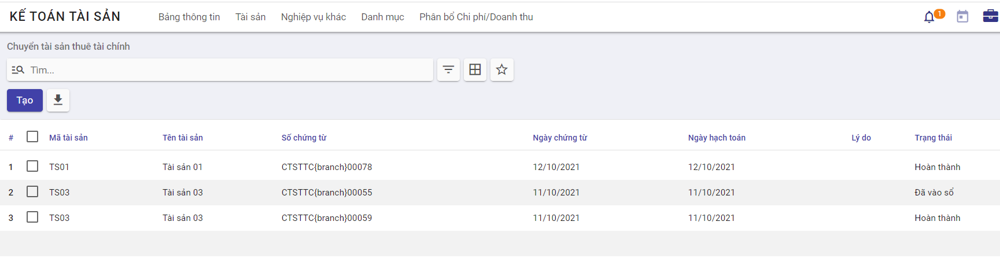 KẾ TOÁN TÀI SẢN Bảng thông tin Tài sản Nghiệp vụ khác Danh mục Phân bổ Chi phí/Doanh thu 1
Chuyển tài sản thuê tài chính
Tìm...
Tạo
# Mã tài sản Tên tài sản Số chứng từ Ngày chứng từ Ngày hạch toán Lý do Trạng thái
1 TS01 Tài sản 01 CTSTTC{branch}00078 12/10/2021 12/10/2021 Hoàn thành
2 TS03 Tài sản 03 CTSTTC{branch}00055 11/10/2021 11/10/2021 Đã vào sổ
3 TS03 Tài sản 03 CTSTTC{branch}00059 11/10/2021 11/10/2021 Hoàn thành